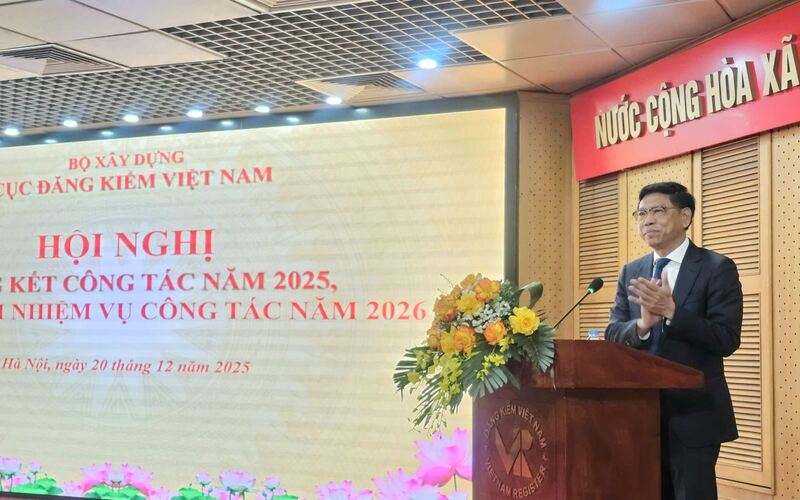 BỘ XÂY DỰNG
CỤC ĐĂNG KIỂM VIỆT NAM
HỘI NGHỊ
KẾT CÔNG TÁC NĂM 2025,
NHIỆM VỤ CÔNG TÁC NĂM 2026
Hà Nội, ngày 20 tháng 12 năm 2025
NƯỚC CỘNG HÒA XÃ
ĐĂNG KIỂM VIỆT NAM
VR
VIETNAM REGISTER